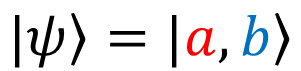 |ψ⟩ = |a, b⟩